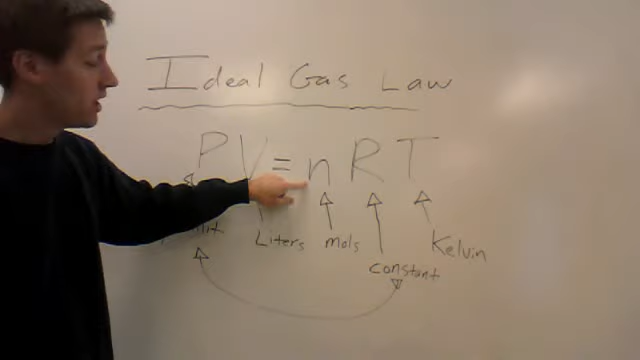 Ideal Gas Law
PV = nRT
Liters mols Kelvin
constant